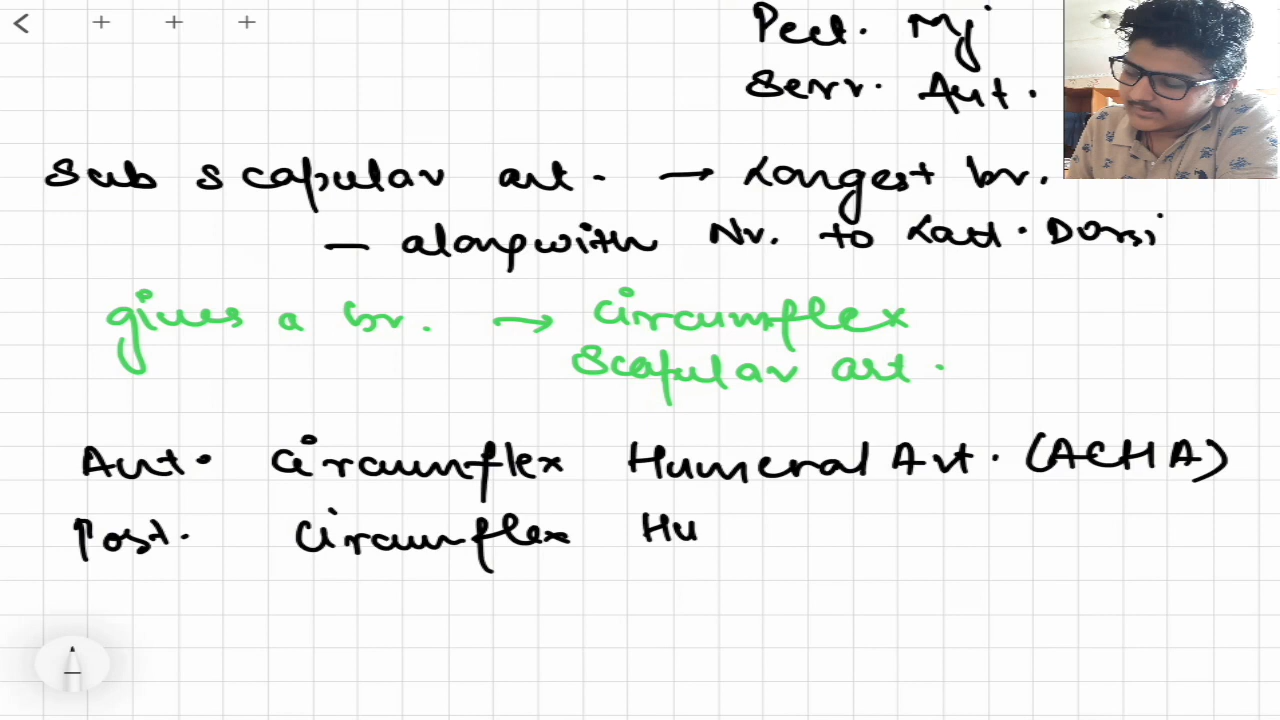 Pect. Mj
Serr. Ant.
Sub scapular art. → Longest br.
— alongwith Nv. to Latt. Dorsi
gives a br. → circumflex
Scapular art.
Ant. Circumflex Humeral Art. (ACHA)
Post. Circumflex Hu